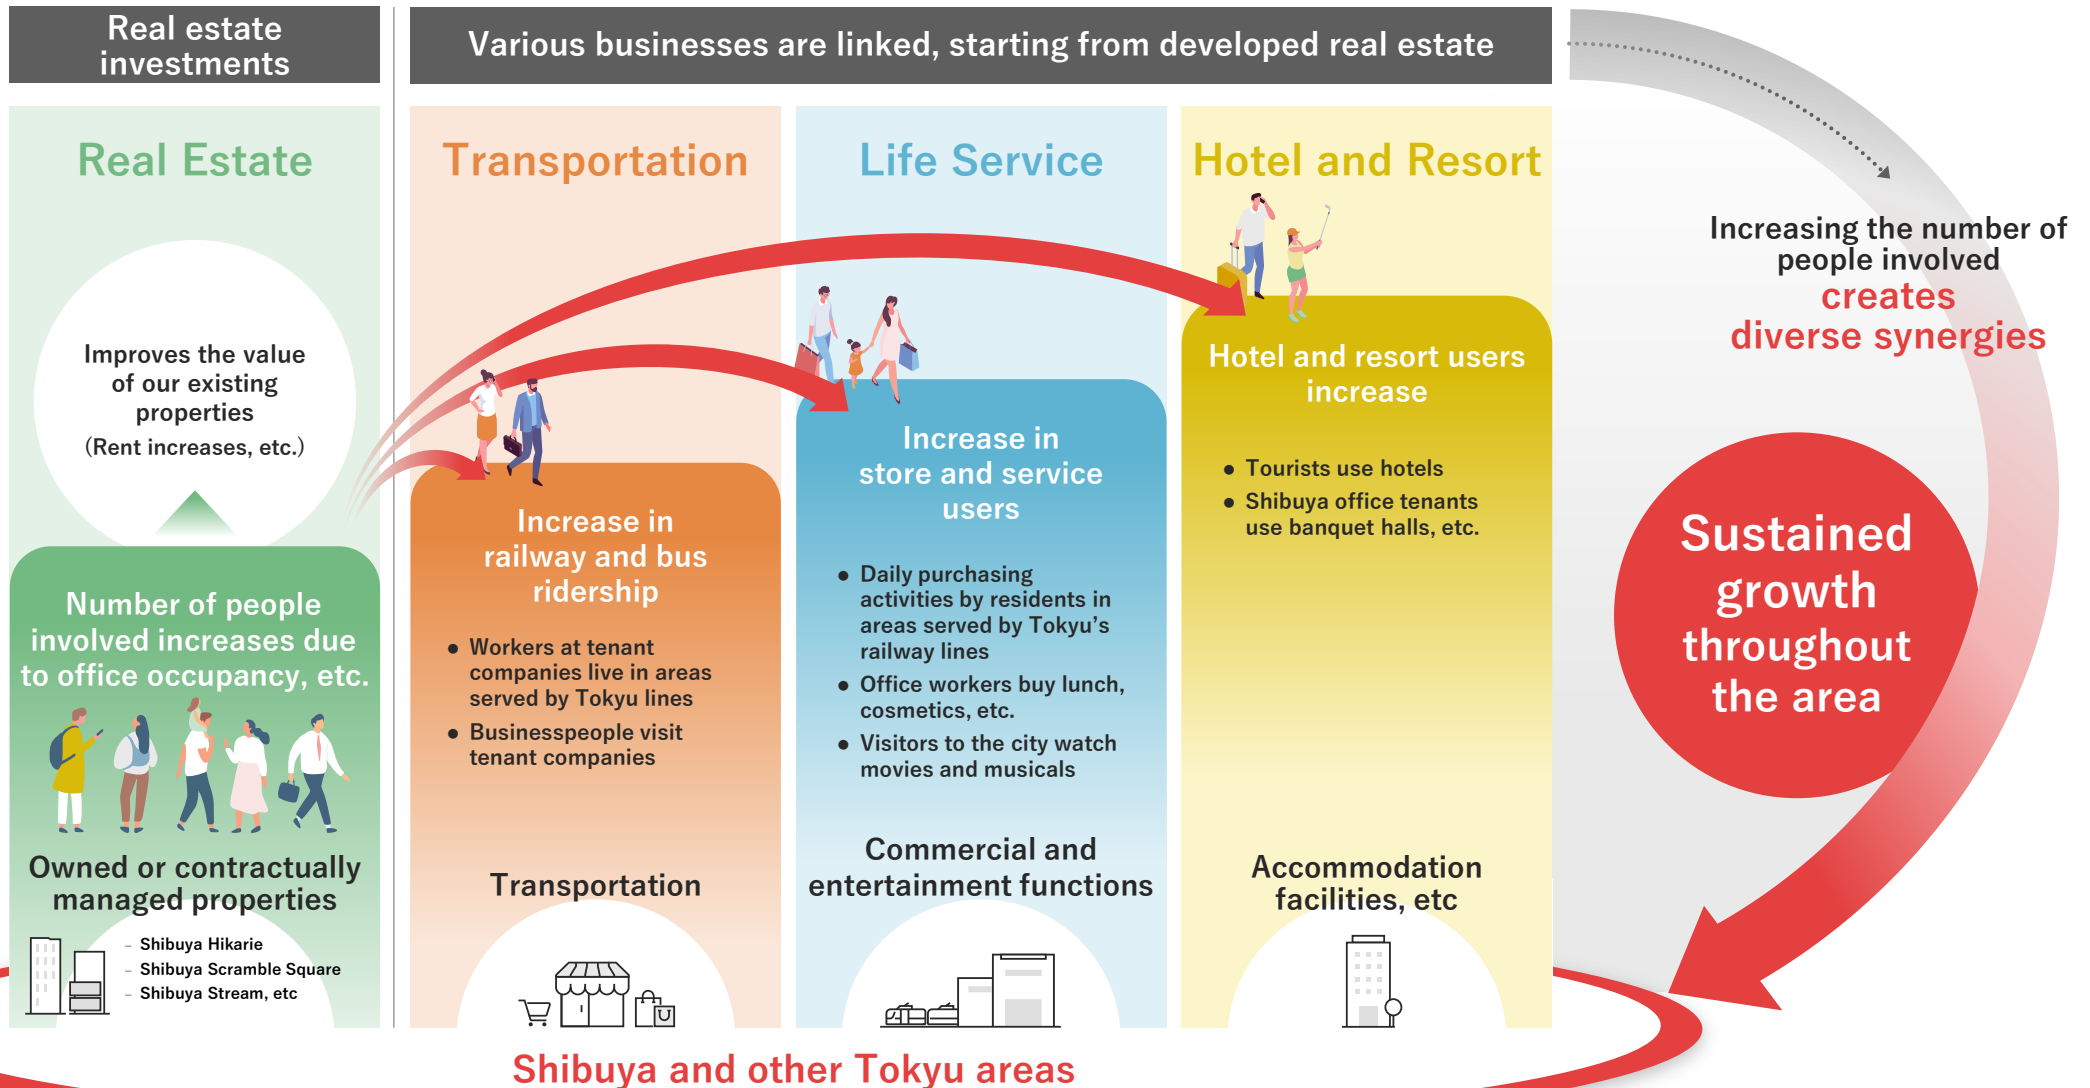 Real estate
investments
Various businesses are linked, starting from developed real estate
Real Estate
Improves the value
of our existing
properties
(Rent increases, etc.)
Number of people
involved increases due
to office occupancy, etc.
Owned or contractually
managed properties
– Shibuya Hikarie
– Shibuya Scramble Square
– Shibuya Stream, etc
Transportation
Increase in
railway and bus
ridership
● Workers at tenant
companies live in areas
served by Tokyu lines
● Businesspeople visit
tenant companies
Transportation
Life Service
Increase in
store and service
users
● Daily purchasing
activities by residents in
areas served by Tokyu's
railway lines
● Office workers buy lunch,
cosmetics, etc.
● Visitors to the city watch
movies and musicals
Commercial and
entertainment functions
Hotel and Resort
Hotel and resort users
increase
● Tourists use hotels
● Shibuya office tenants
use banquet halls, etc.
Accommodation
facilities, etc
Increasing the number of
people involved
creates
diverse synergies
Sustained
growth
throughout
the area
Shibuya and other Tokyu areas